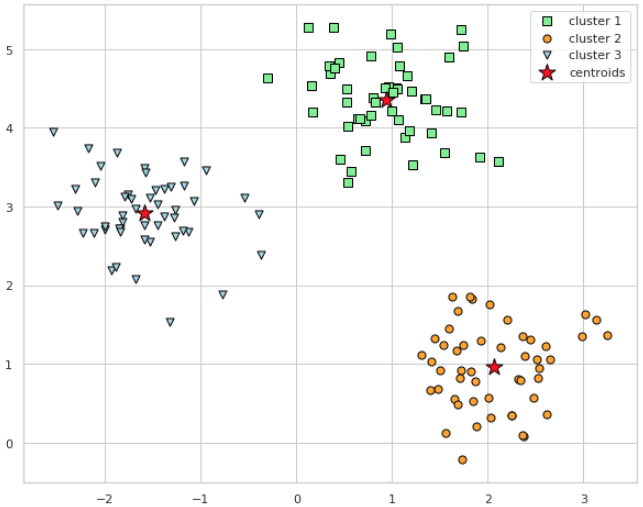 cluster 1
cluster 2
cluster 3
centroids
5
4
3
2
1
0
−2 −1 0 1 2 3